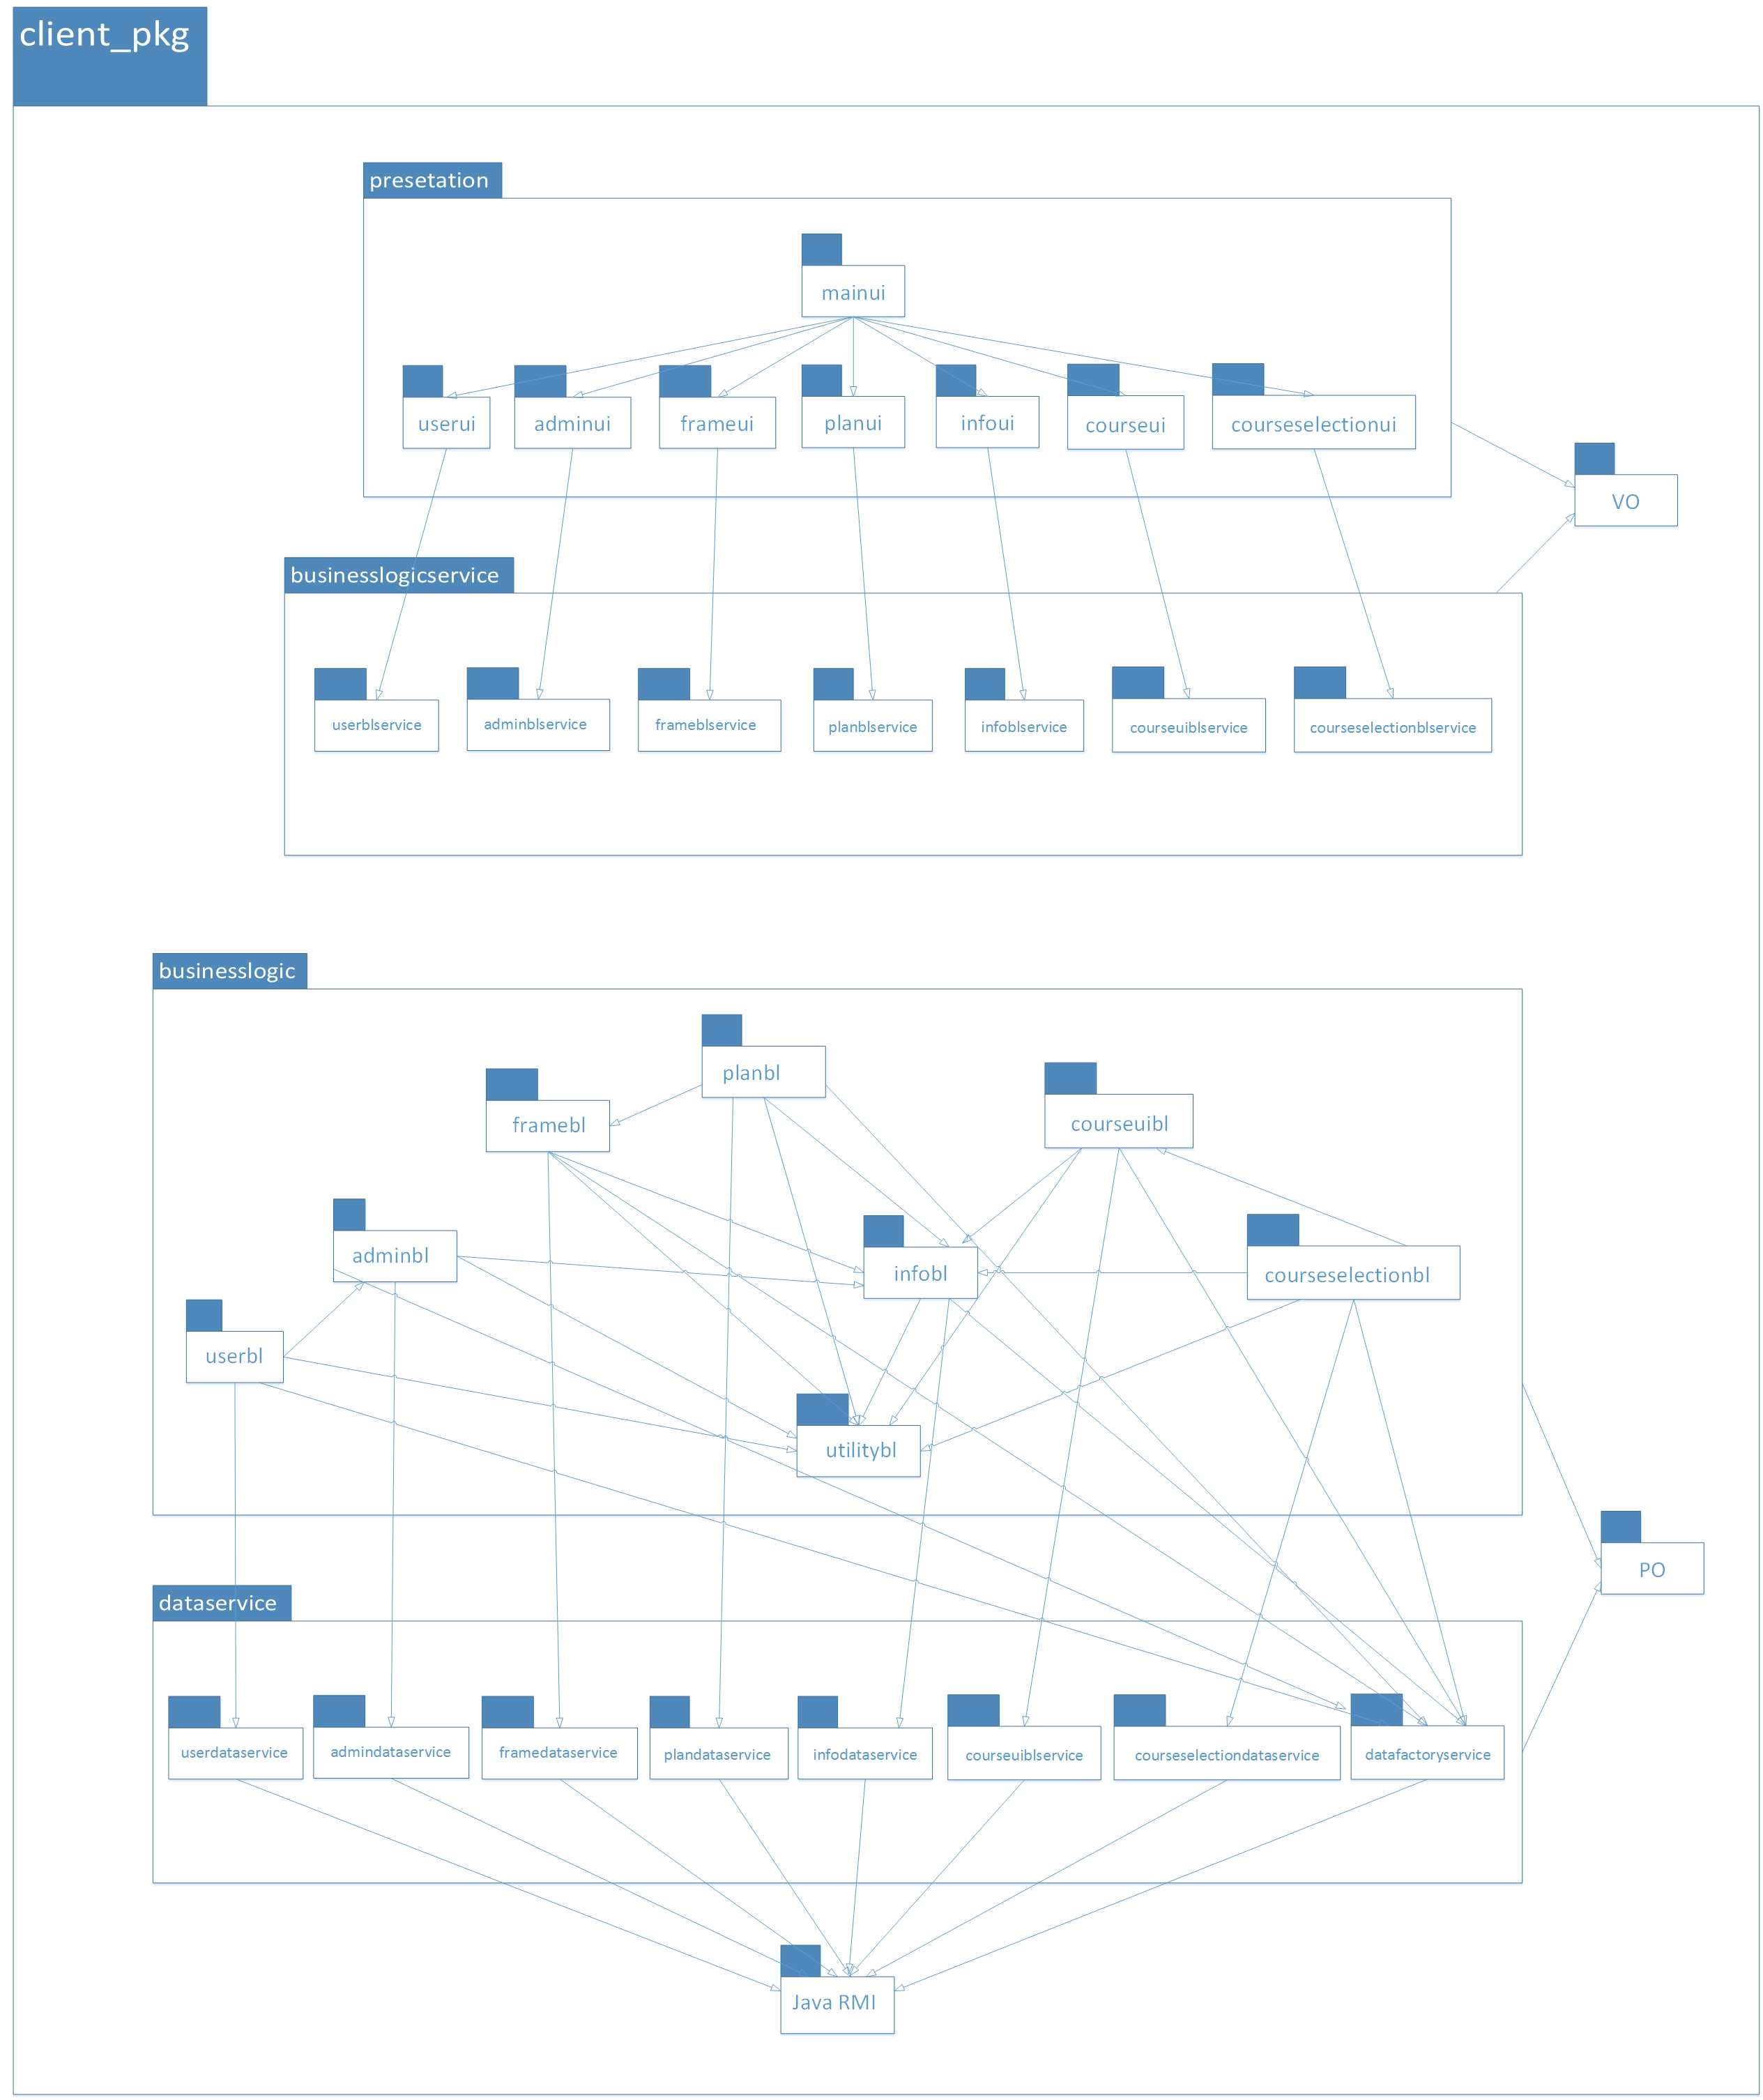 client_pkg
presetation
mainui
userui
adminui
frameui
planui
infoui
courseui
courseselectionui
VO
businesslogicservice
userblservice
adminblservice
frameblservice
planblservice
infoblservice
courseuiblservice
courseselectionblservice
businesslogic
planbl
framebl
courseuibl
adminbl
infobl
courseselectionbl
userbl
utilitybl
PO
dataservice
userdataservice
admindataservice
framedataservice
plandataservice
infodataservice
courseuiblservice
courseselectiondataservice
datafactoryservice
Java RMI